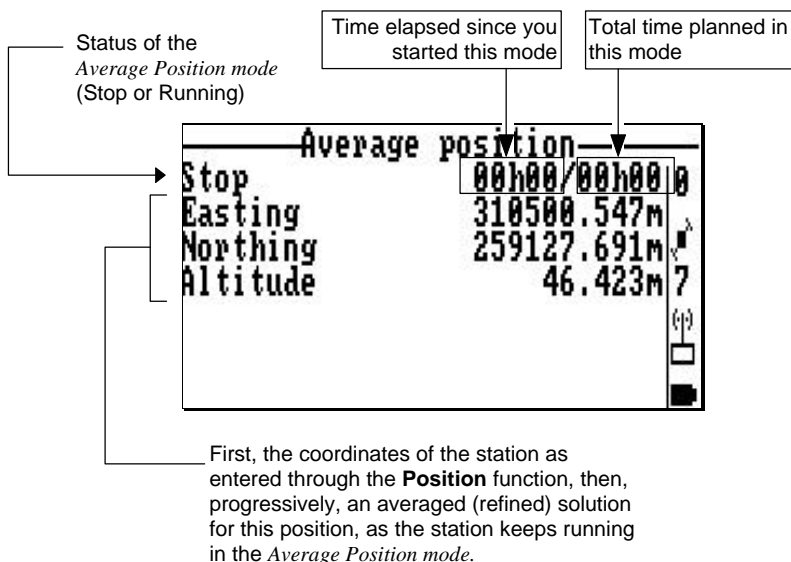 Status of the
Average Position mode
(Stop or Running)
Time elapsed since you
started this mode
Total time planned in
this mode
Average position
Stop 00h00/00h00 0
Easting 310500.547m
Northing 259127.691m
Altitude 46.423m 7
First, the coordinates of the station as
entered through the Position function, then,
progressively, an averaged (refined) solution
for this position, as the station keeps running
in the Average Position mode.